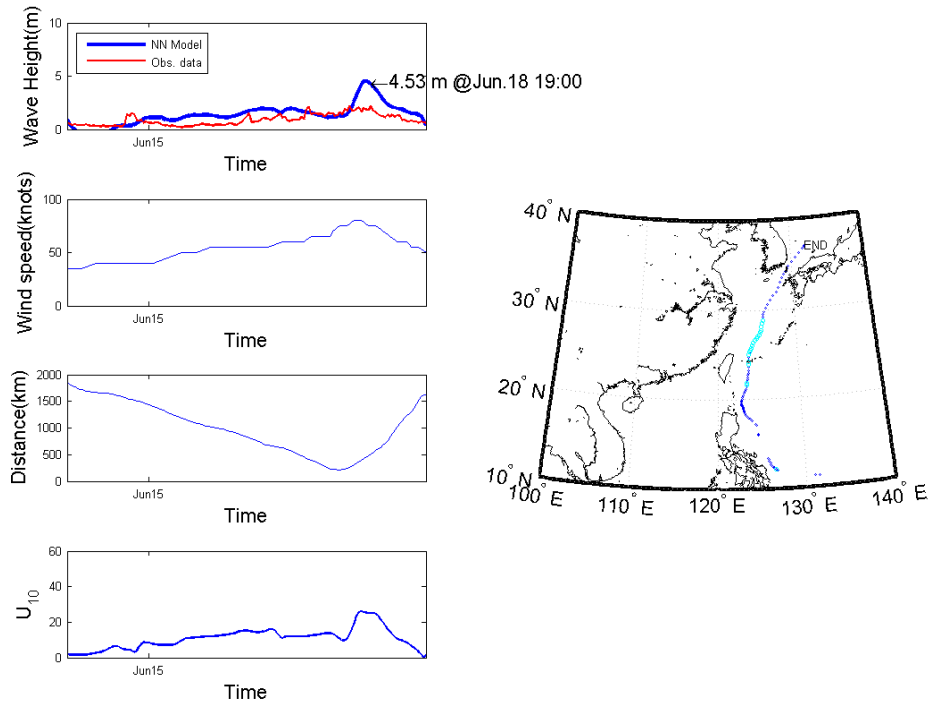 10
5
0
Wave Height(m)
NN Model
Obs. data
4.53 m @Jun.18 19:00
Jun15
Time
100
50
0
Wind speed(knots)
Jun15
Time
2000
1500
1000
500
0
Distance(km)
Jun15
Time
60
40
20
0
U10
Jun15
Time
40° N
30° N
20° N
10° N
100° E
110° E
120° E
130° E
140° E
END